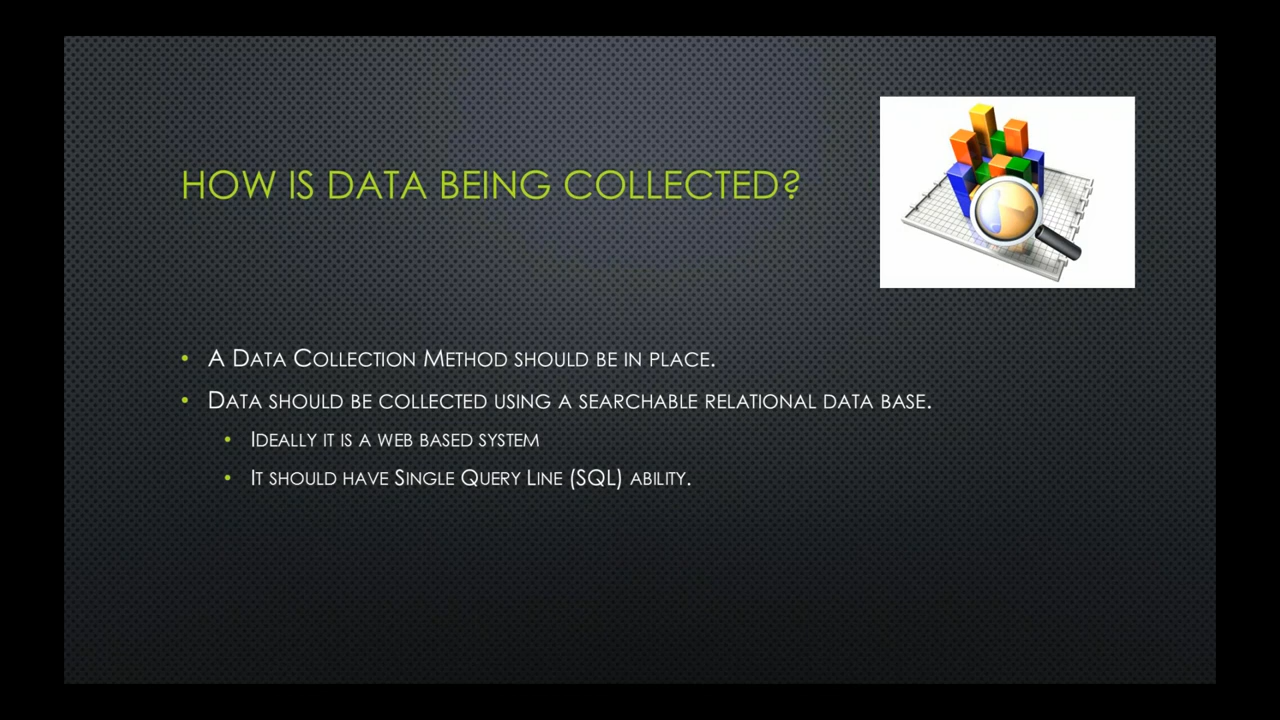 HOW IS DATA BEING COLLECTED?
• A DATA COLLECTION METHOD SHOULD BE IN PLACE.
• DATA SHOULD BE COLLECTED USING A SEARCHABLE RELATIONAL DATA BASE.
• IDEALLY IT IS A WEB BASED SYSTEM
• IT SHOULD HAVE SINGLE QUERY LINE (SQL) ABILITY.